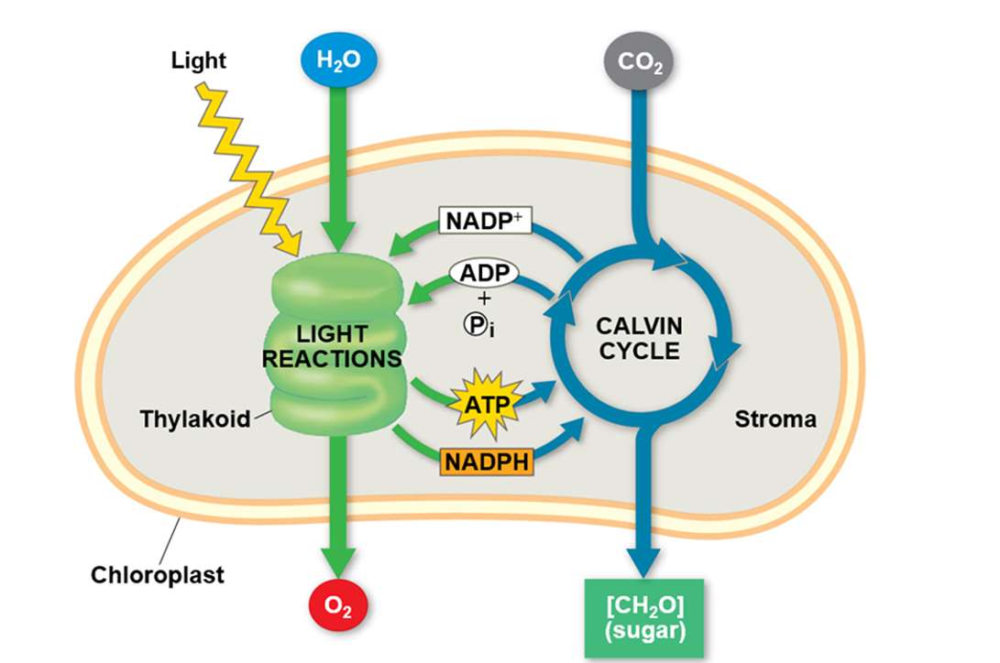 Light
H₂O
CO₂
NADP⁺
ADP
+
Pi
LIGHT
REACTIONS
CALVIN
CYCLE
ATP
Thylakoid
Stroma
NADPH
Chloroplast
O₂
[CH₂O]
(sugar)